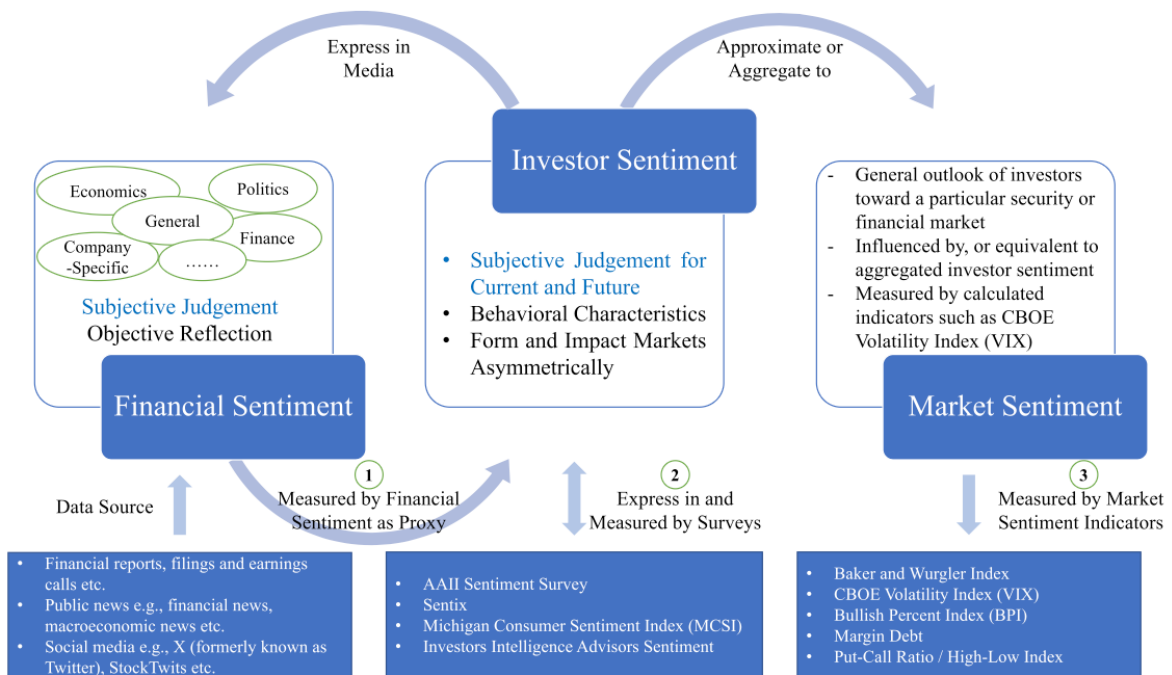 Express in
Media
Approximate or
Aggregate to
Investor Sentiment
Economics
Politics
General
Finance
Company
-Specific
......
Subjective Judgement
Objective Reflection
Financial Sentiment
• Subjective Judgement for
Current and Future
• Behavioral Characteristics
• Form and Impact Markets
Asymmetrically
- General outlook of investors
toward a particular security or
financial market
- Influenced by, or equivalent to
aggregated investor sentiment
- Measured by calculated
indicators such as CBOE
Volatility Index (VIX)
Market Sentiment
Data Source
1
Measured by Financial
Sentiment as Proxy
2
Express in and
Measured by Surveys
3
Measured by Market
Sentiment Indicators
• Financial reports, filings and earnings
calls etc.
• Public news e.g., financial news,
macroeconomic news etc.
• Social media e.g., X (formerly known as
Twitter), StockTwits etc.
• AAII Sentiment Survey
• Sentix
• Michigan Consumer Sentiment Index (MCSI)
• Investors Intelligence Advisors Sentiment
• Baker and Wurgler Index
• CBOE Volatility Index (VIX)
• Bullish Percent Index (BPI)
• Margin Debt
• Put-Call Ratio / High-Low Index